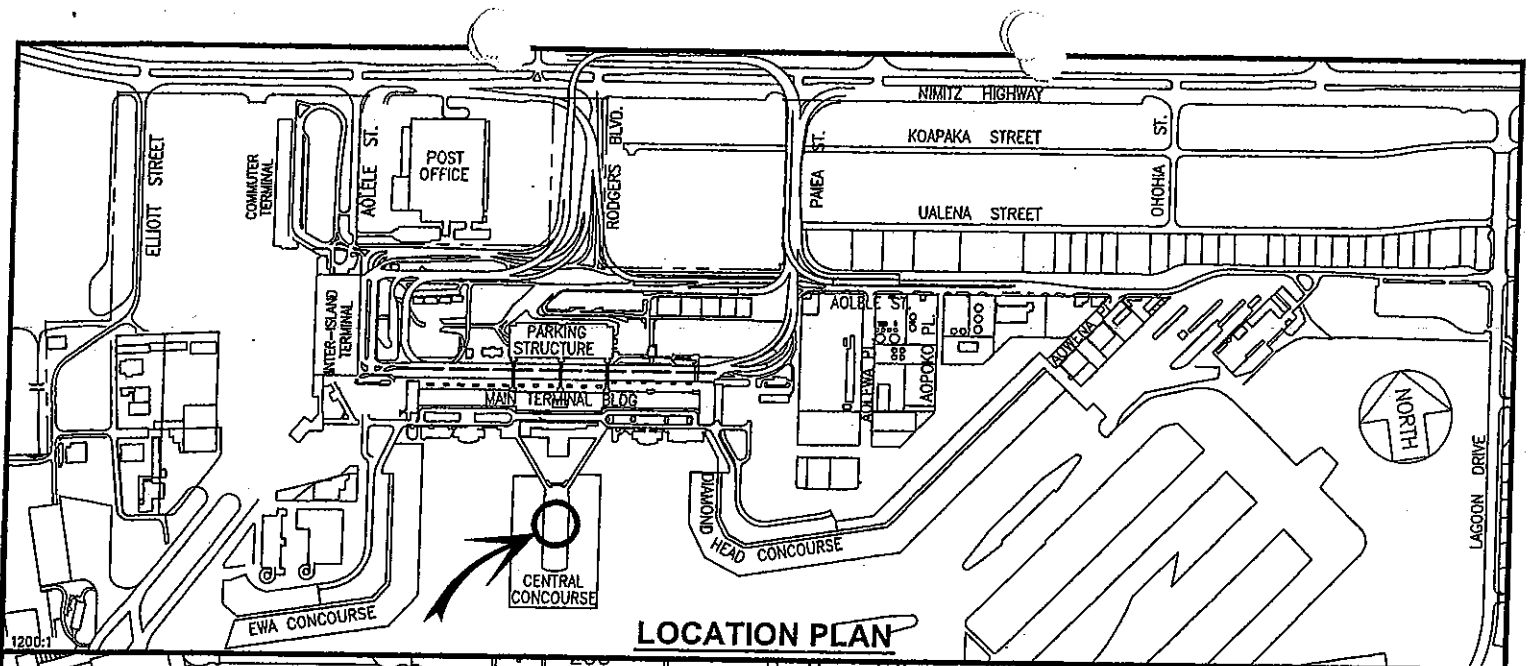 NIMITZ HIGHWAY
KOAPAKA STREET
ST.
ST.
BLVD.
RODGERS
PAIEA
OHOHIA
UALENA STREET
ELLIOTT STREET
COMMUTER
TERMINAL
AOLELE ST.
POST
OFFICE
INTER-ISLAND
TERMINAL
PARKING
STRUCTURE
MAIN TERMINAL BLDG
AOLELE ST.
AOLEWA PL.
AOPOKO PL.
AOWENA PL.
NORTH
LAGOON DRIVE
DIAMOND
HEAD CONCOURSE
CENTRAL
CONCOURSE
EWA CONCOURSE
1200:1
LOCATION PLAN